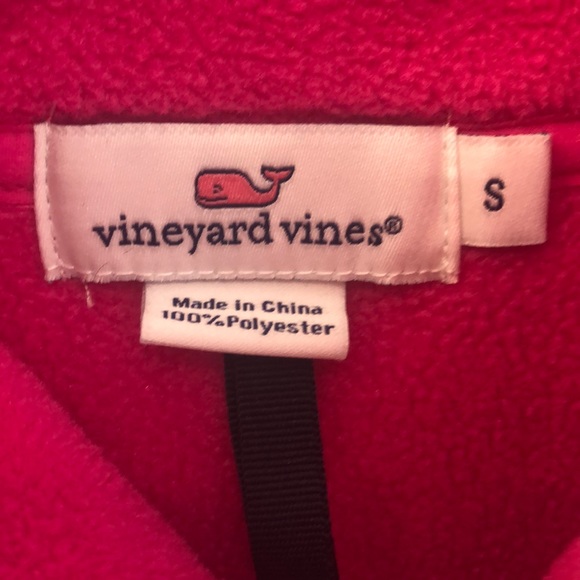 vineyard vines®
S
Made in China
100%Polyester